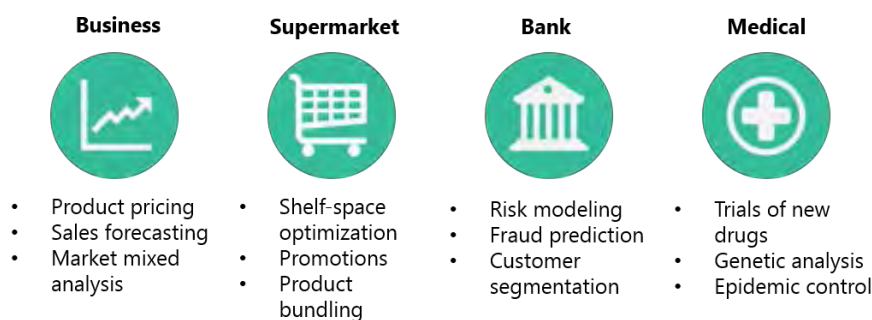 Business
Product pricing
Sales forecasting
Market mixed
analysis
Supermarket
Shelf-space
optimization
Promotions
Product
bundling
Bank
Risk modeling
Fraud prediction
Customer
segmentation
Medical
Trials of new
drugs
Genetic analysis
Epidemic control